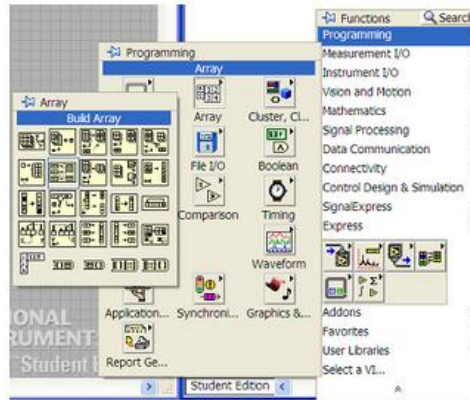 Functions
Search
Programming
Measurement I/O
Instrument I/O
Vision and Motion
Mathematics
Signal Processing
Data Communication
Connectivity
Control Design & Simulation
SignalExpress
Express
Addons
Favorites
User Libraries
Select a VI...
Programming
Array
Array
Cluster, Cl...
File I/O
Boolean
Comparison
Timing
Waveform
Application...
Synchroni...
Graphics &...
Report Ge...
Array
Build Array
IONAL
RUMENT
Student E
Student Edition